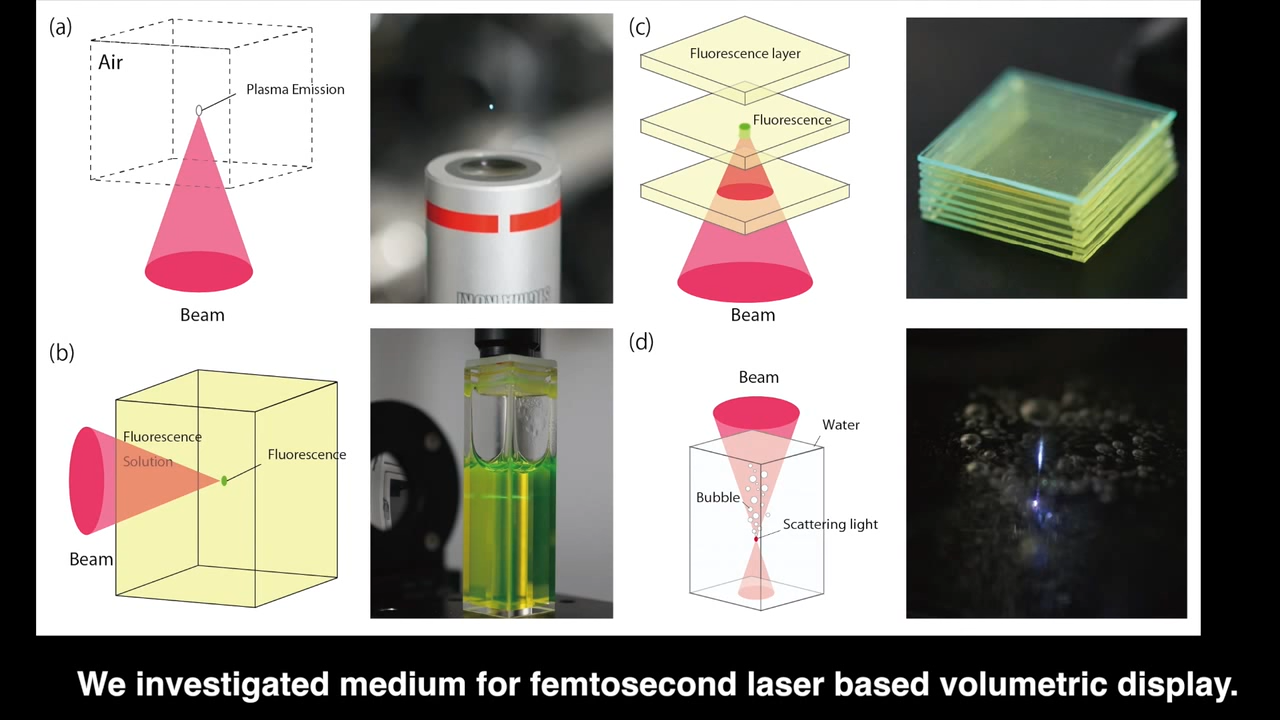 (a)
Air
Plasma Emission
Beam
(c)
Fluorescence layer
Fluorescence
Beam
(b)
Fluorescence
Solution
Fluorescence
Beam
(d)
Beam
Water
Bubble
Scattering light
We investigated medium for femtosecond laser based volumetric display.